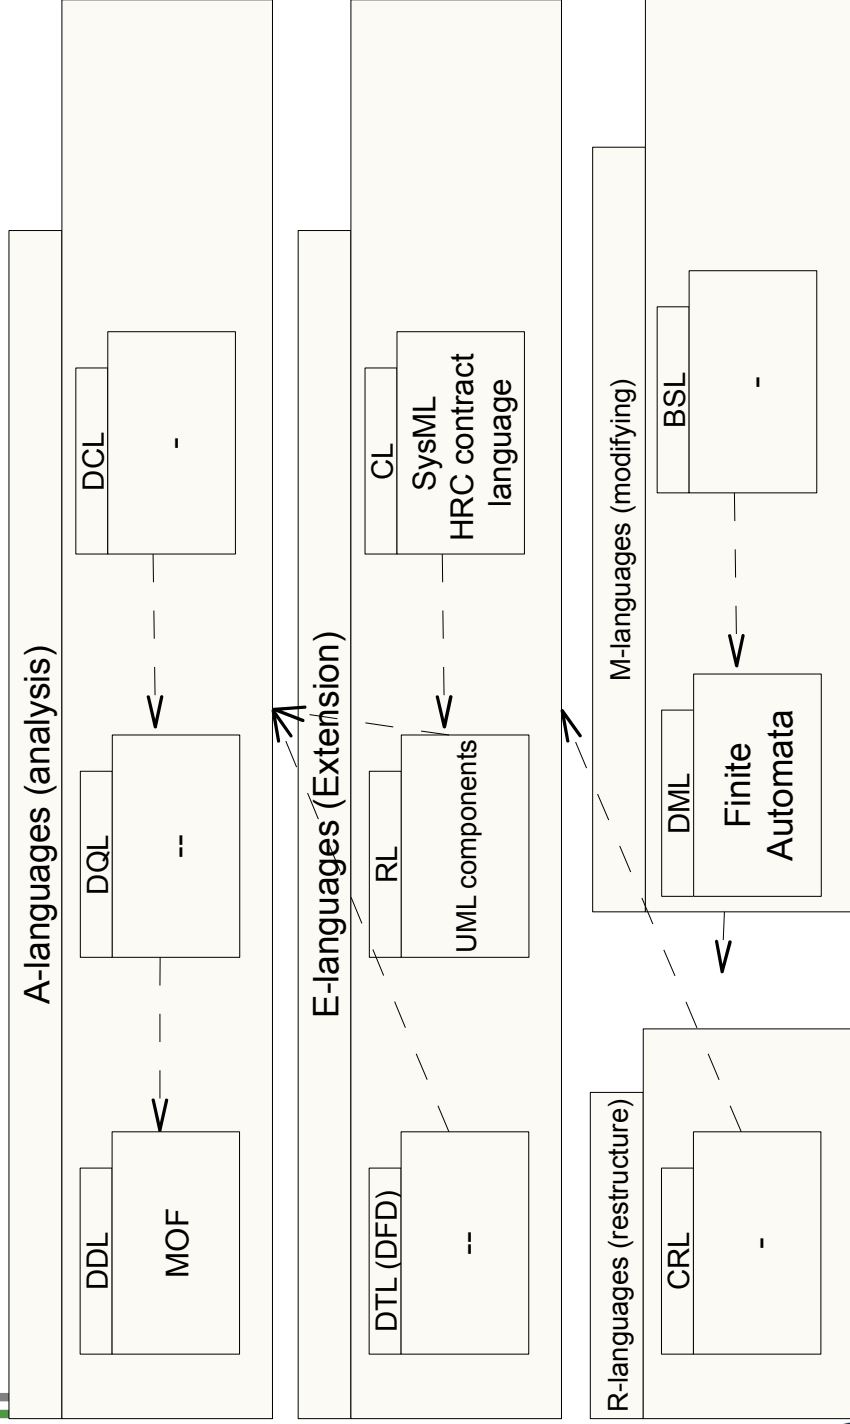 A-languages (analysis)
DDL
MOF
DQL
--
DCL
-
E-languages (Extension)
DTL (DFD)
--
RL
UML components
CL
SysML
HRC contract
language
R-languages (restructure)
CRL
-
M-languages (modifying)
DML
Finite
Automata
BSL
-